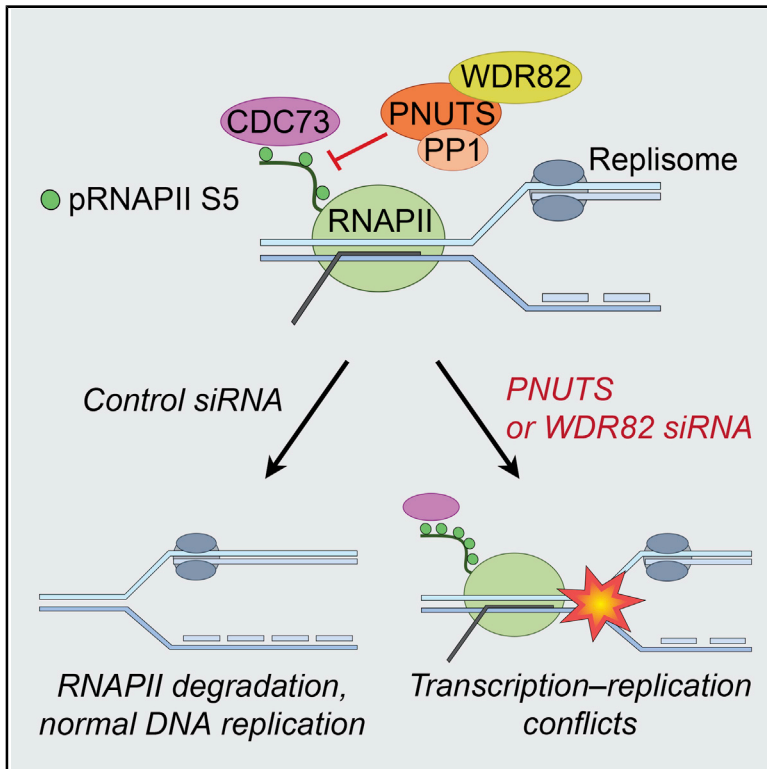 WDR82
CDC73
PNUTS
PP1
Replisome
pRNAPII S5
RNAPII
Control siRNA
PNUTS
or WDR82 siRNA
RNAPII degradation,
normal DNA replication
Transcription–replication
conflicts